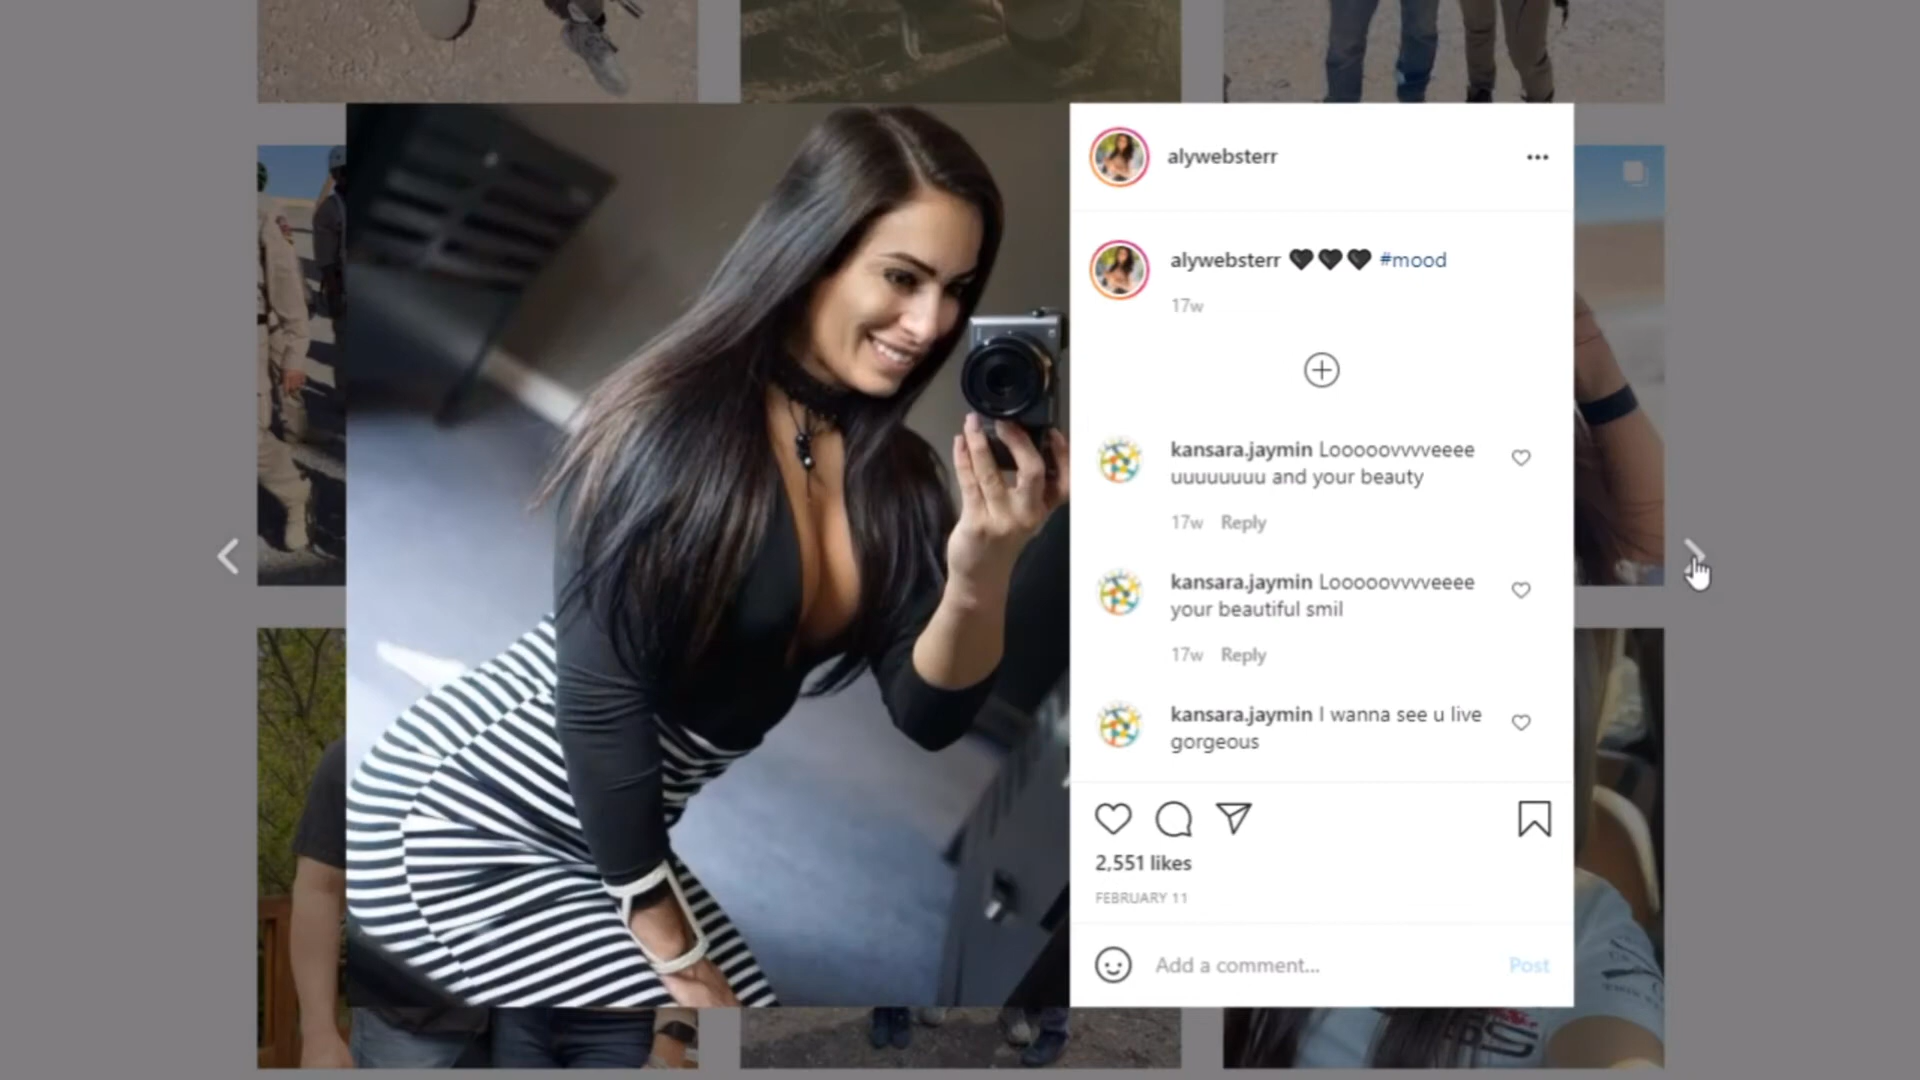 alywebsterr
alywebsterr 🖤🖤🖤 #mood
17w
kansara.jaymin Looooovvvveeee
uuuuuuuu and your beauty
17w Reply
kansara.jaymin Looooovvvveeee
your beautiful smil
17w Reply
kansara.jaymin I wanna see u live
gorgeous
2,551 likes
FEBRUARY 11
Add a comment... Post